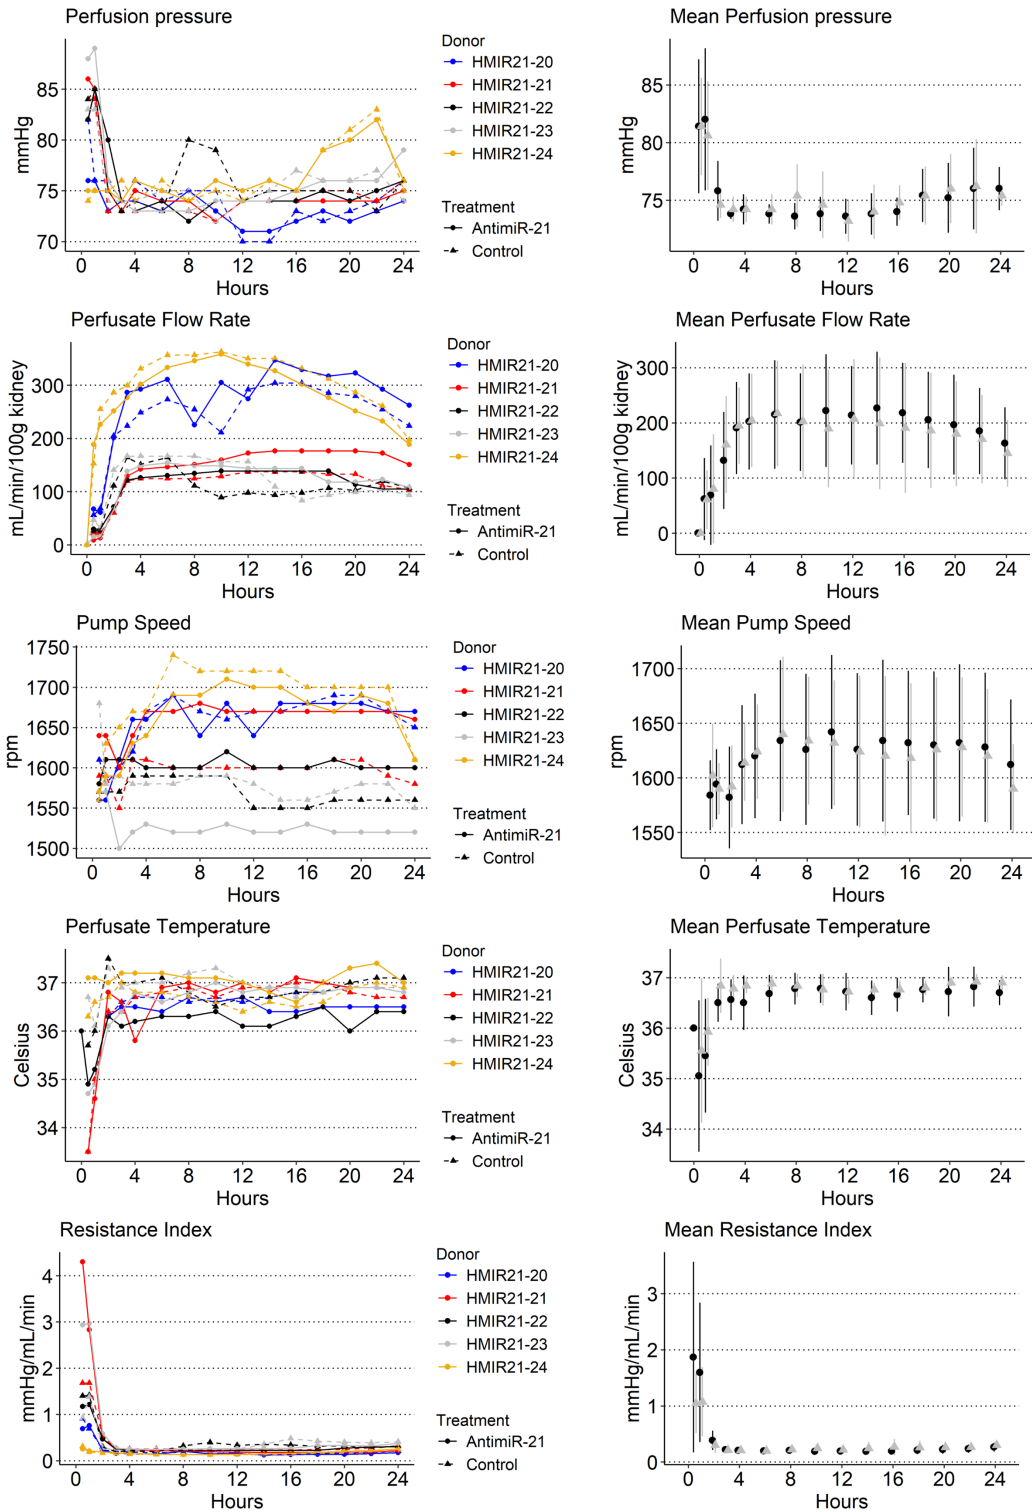 Perfusion pressure
mmHg
85
80
75
70
0 4 8 12 16 20 24
Hours
Donor
HMIR21-20
HMIR21-21
HMIR21-22
HMIR21-23
HMIR21-24
Treatment
AntimiR-21
Control
Mean Perfusion pressure
mmHg
85
80
75
0 4 8 12 16 20 24
Hours
Perfusate Flow Rate
mL/min/100g kidney
300
200
100
0
0 4 8 12 16 20 24
Hours
Donor
HMIR21-20
HMIR21-21
HMIR21-22
HMIR21-23
HMIR21-24
Treatment
AntimiR-21
Control
Mean Perfusate Flow Rate
mL/min/100g kidney
300
200
100
0
0 4 8 12 16 20 24
Hours
Pump Speed
rpm
1750
1700
1650
1600
1550
1500
0 4 8 12 16 20 24
Hours
Donor
HMIR21-20
HMIR21-21
HMIR21-22
HMIR21-23
HMIR21-24
Treatment
AntimiR-21
Control
Mean Pump Speed
rpm
1700
1650
1600
1550
0 4 8 12 16 20 24
Hours
Perfusate Temperature
Celsius
37
36
35
34
0 4 8 12 16 20 24
Hours
Donor
HMIR21-20
HMIR21-21
HMIR21-22
HMIR21-23
HMIR21-24
Treatment
AntimiR-21
Control
Mean Perfusate Temperature
Celsius
37
36
35
34
0 4 8 12 16 20 24
Hours
Resistance Index
mmHg/mL/min
4
3
2
1
0
0 4 8 12 16 20 24
Hours
Donor
HMIR21-20
HMIR21-21
HMIR21-22
HMIR21-23
HMIR21-24
Treatment
AntimiR-21
Control
Mean Resistance Index
mmHg/mL/min
3
2
1
0
0 4 8 12 16 20 24
Hours